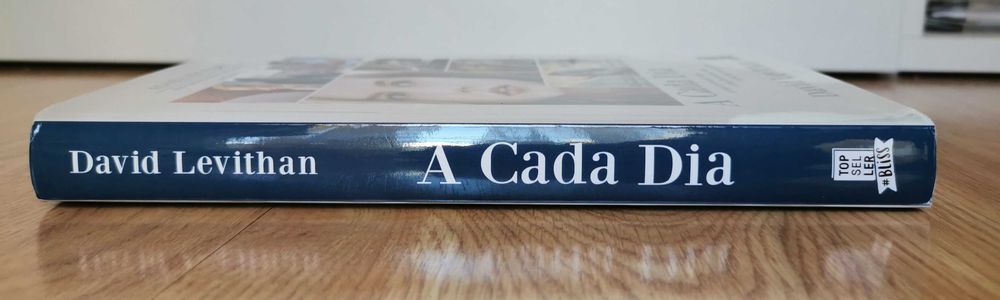 David Levithan
A Cada Dia
TOP
SEL
LER
#BLISS